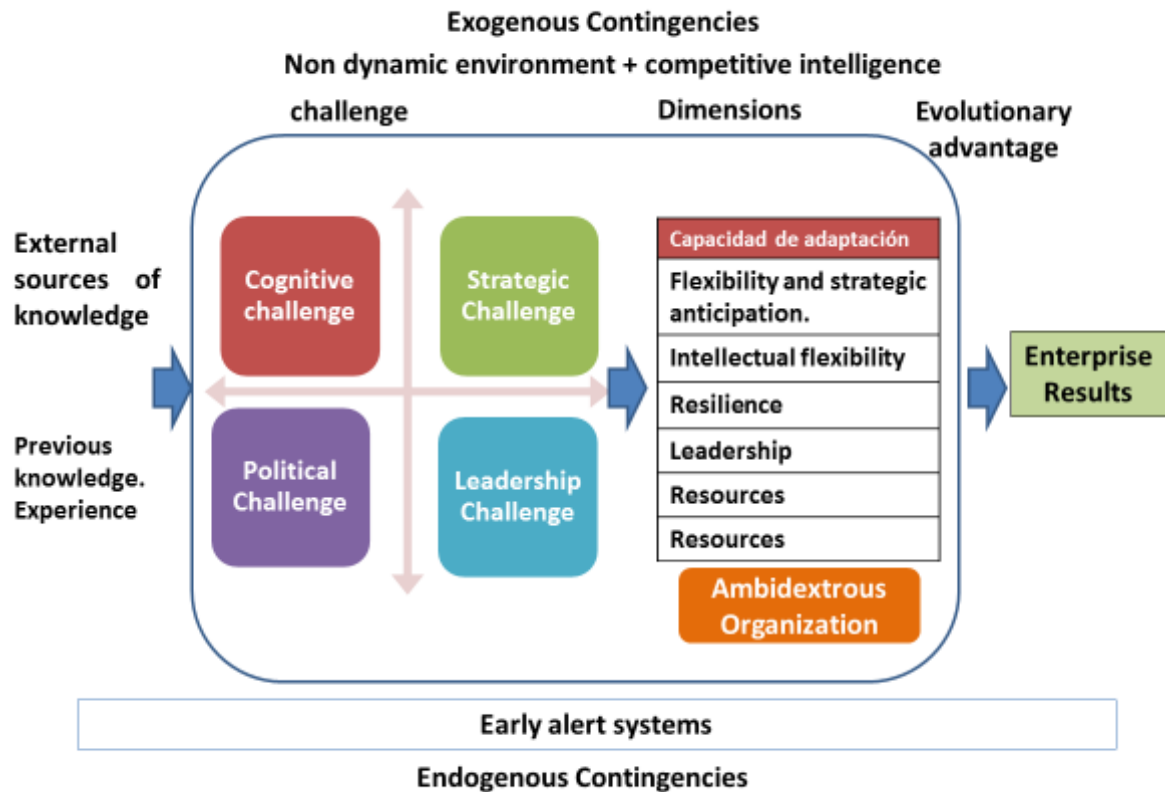 Exogenous Contingencies
Non dynamic environment + competitive intelligence
challenge
Dimensions
Evolutionary
advantage
External
sources of
knowledge
Previous
knowledge.
Experience
Cognitive
challenge
Strategic
Challenge
Political
Challenge
Leadership
Challenge
Capacidad de adaptación
Flexibility and strategic
anticipation.
Intellectual flexibility
Resilience
Leadership
Resources
Resources
Ambidextrous
Organization
Enterprise
Results
Early alert systems
Endogenous Contingencies